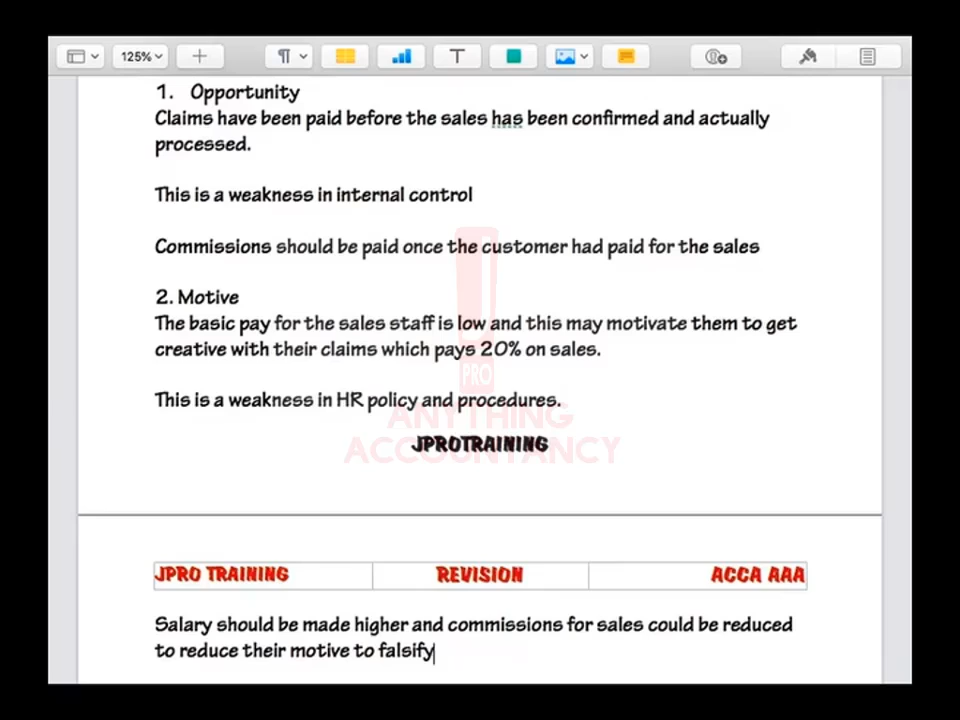 125%
1. Opportunity
Claims have been paid before the sales has been confirmed and actually
processed.
This is a weakness in internal control
Commissions should be paid once the customer had paid for the sales
2. Motive
The basic pay for the sales staff is low and this may motivate them to get
creative with their claims which pays 20% on sales.
PRO
This is a weakness in HR policy and procedures.
ANYTHING
JPROTRAINING
ACCOUNTANCY
JPRO TRAINING REVISION ACCA AAA
Salary should be made higher and commissions for sales could be reduced
to reduce their motive to falsify